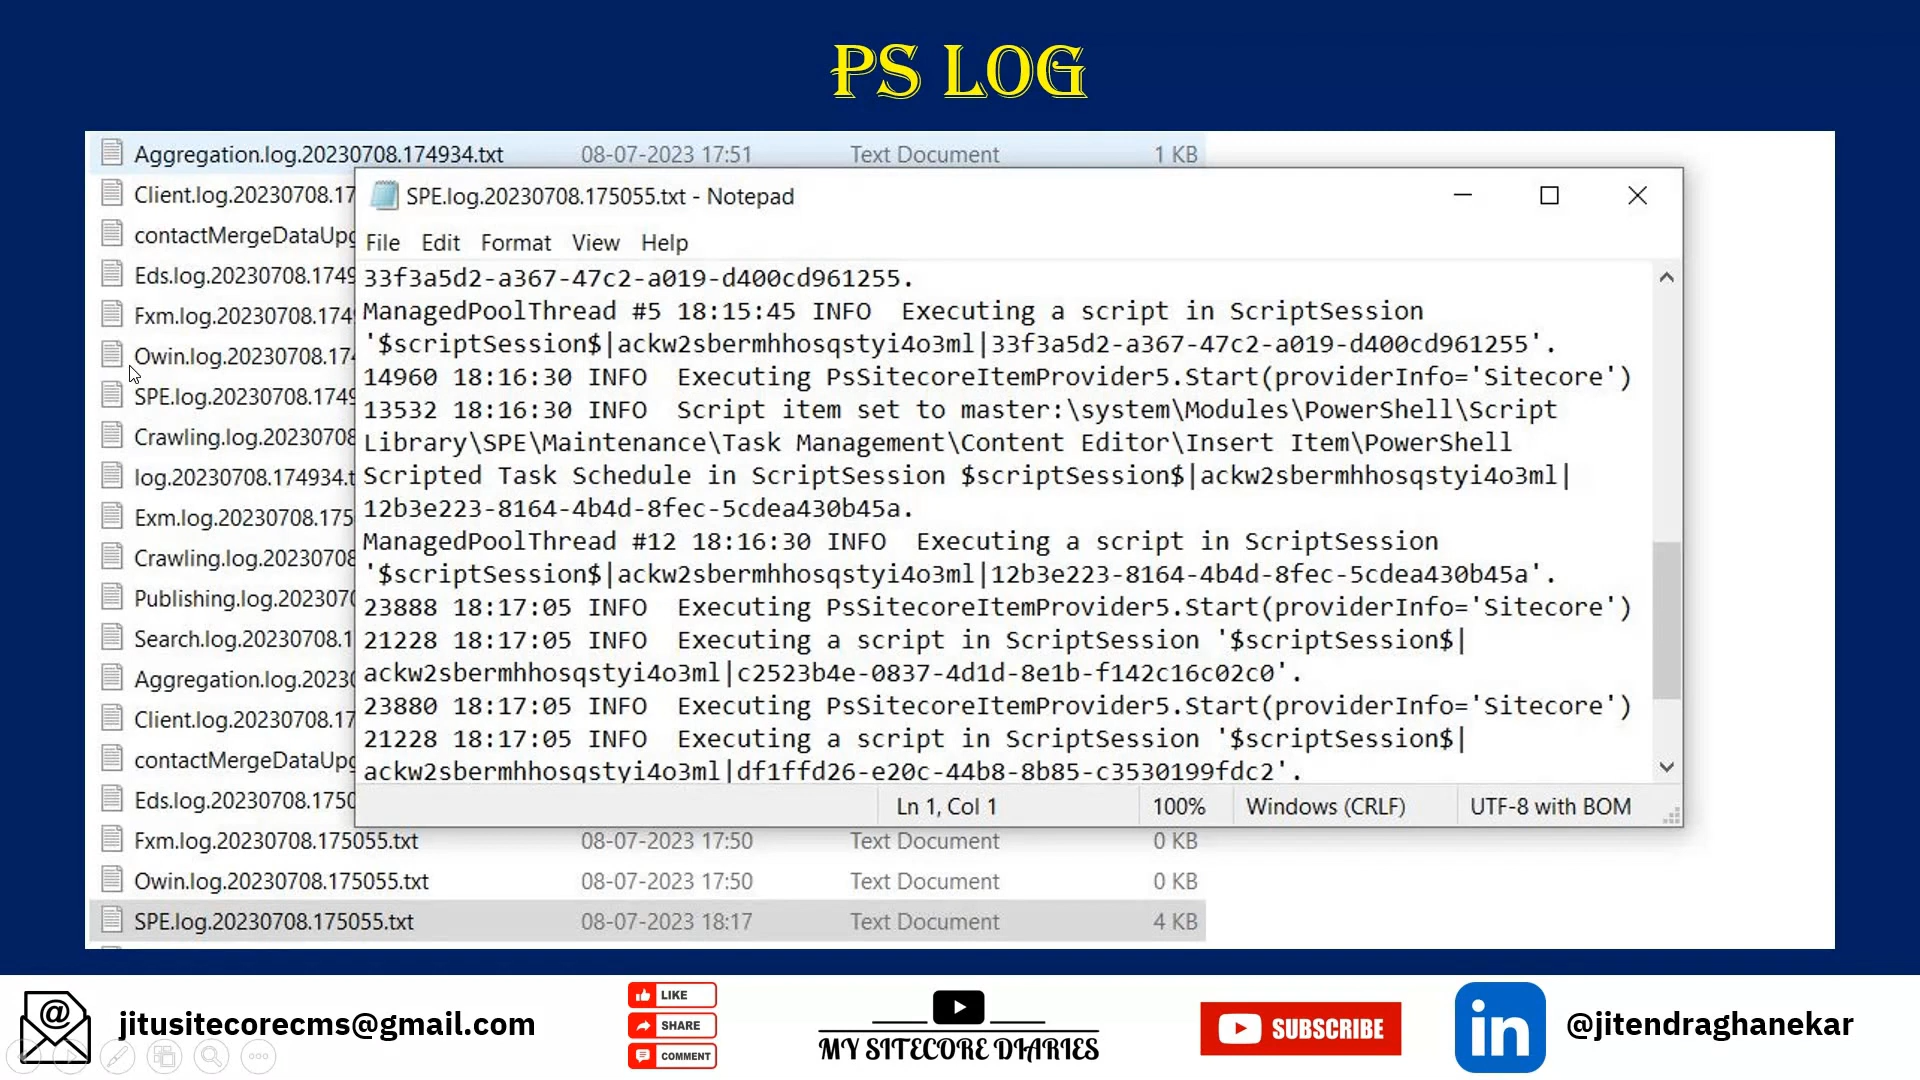 PS LOG
Aggregation.log.20230708.174934.txt 08-07-2023 17:51 Text Document 1 KB
Client.log.20230708.17
contactMergeDataUpg
Eds.log.20230708.1749
Fxm.log.20230708.1749
Owin.log.20230708.174
SPE.log.20230708.1749
Crawling.log.20230708
log.20230708.174934.t
Exm.log.20230708.175
Crawling.log.20230708
Publishing.log.2023070
Search.log.20230708.1
Aggregation.log.20230
Client.log.20230708.17
contactMergeDataUpg
Eds.log.20230708.1750
Fxm.log.20230708.175055.txt 08-07-2023 17:50 Text Document 0 KB
Owin.log.20230708.175055.txt 08-07-2023 17:50 Text Document 0 KB
SPE.log.20230708.175055.txt 08-07-2023 18:17 Text Document 4 KB
SPE.log.20230708.175055.txt - Notepad
File Edit Format View Help
33f3a5d2-a367-47c2-a019-d400cd961255.
ManagedPoolThread #5 18:15:45 INFO  Executing a script in ScriptSession
'$scriptSession$|ackw2sbermhhosqstyi4o3ml|33f3a5d2-a367-47c2-a019-d400cd961255'.
14960 18:16:30 INFO  Executing PsSitecoreItemProvider5.Start(providerInfo='Sitecore')
13532 18:16:30 INFO  Script item set to master:\system\Modules\PowerShell\Script
Library\SPE\Maintenance\Task Management\Content Editor\Insert Item\PowerShell
Scripted Task Schedule in ScriptSession $scriptSession$|ackw2sbermhhosqstyi4o3ml|
12b3e223-8164-4b4d-8fec-5cdea430b45a.
ManagedPoolThread #12 18:16:30 INFO  Executing a script in ScriptSession
'$scriptSession$|ackw2sbermhhosqstyi4o3ml|12b3e223-8164-4b4d-8fec-5cdea430b45a'.
23888 18:17:05 INFO  Executing PsSitecoreItemProvider5.Start(providerInfo='Sitecore')
21228 18:17:05 INFO  Executing a script in ScriptSession '$scriptSession$|
ackw2sbermhhosqstyi4o3ml|c2523b4e-0837-4d1d-8e1b-f142c16c02c0'.
23880 18:17:05 INFO  Executing PsSitecoreItemProvider5.Start(providerInfo='Sitecore')
21228 18:17:05 INFO  Executing a script in ScriptSession '$scriptSession$|
ackw2sbermhhosqstyi4o3ml|df1ffd26-e20c-44b8-8b85-c3530199fdc2'.
Ln 1, Col 1 100% Windows (CRLF) UTF-8 with BOM
jitusitecorecms@gmail.com
LIKE
SHARE
COMMENT
MY SITECORE DIARIES
SUBSCRIBE
in
@jitendraghanekar